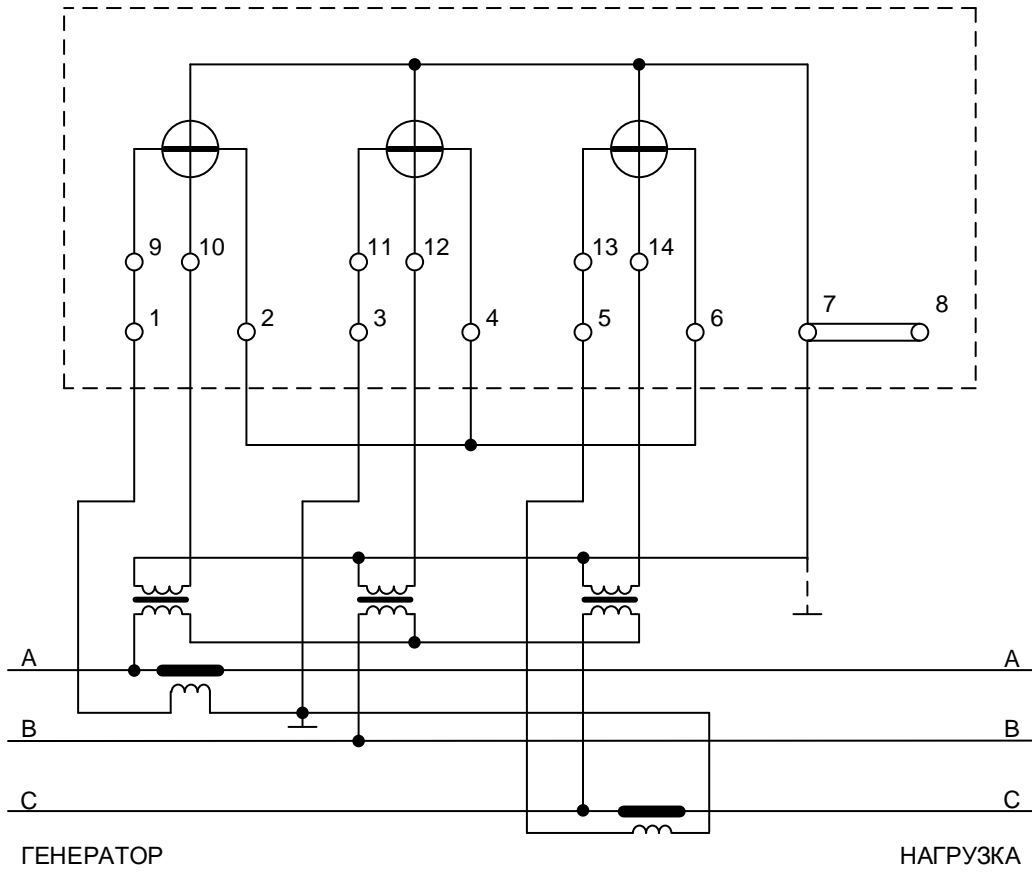 9 10 11 12 13 14
1 2 3 4 5 6 7 8
А А
В В
С С
ГЕНЕРАТОР НАГРУЗКА